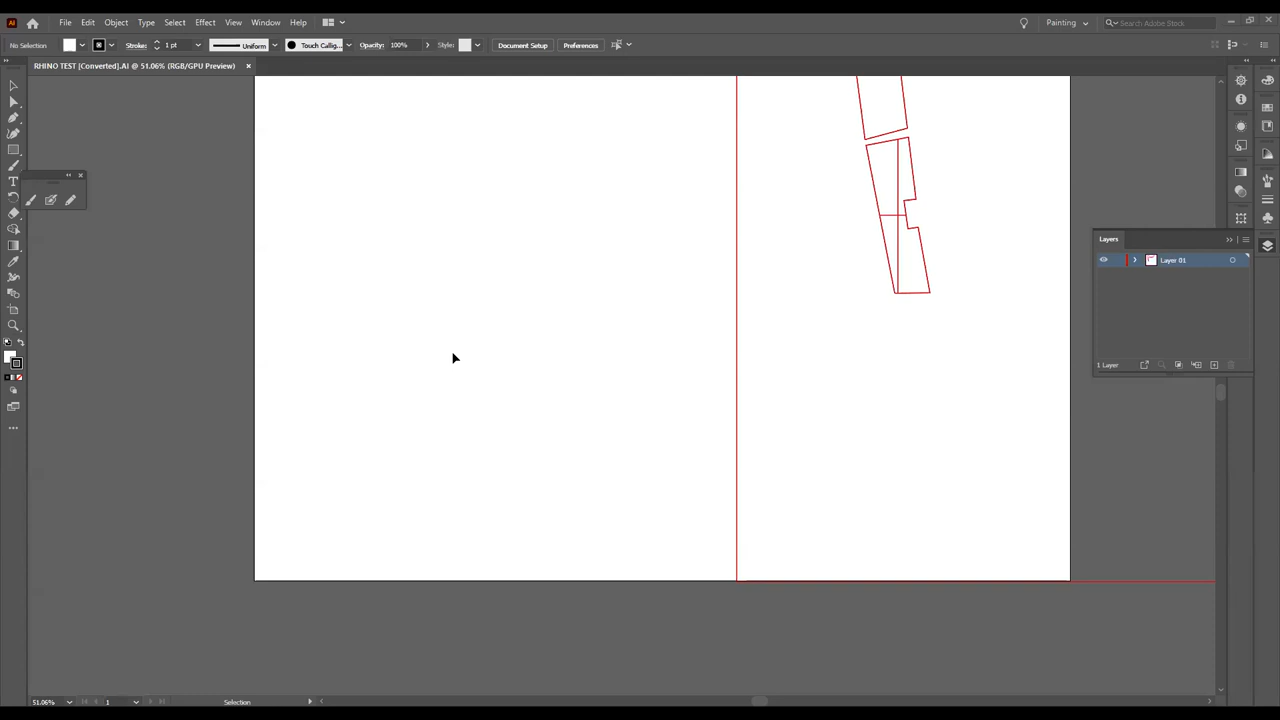 Ai File Edit Object Type Select Effect View Window Help Painting Search Adobe Stock
No Selection Stroke: 1 pt Uniform Touch Callig... Opacity: 100% Style: Document Setup Preferences
RHINO TEST [Converted].AI @ 51.06% (RGB/GPU Preview)
Layers
Layer 01
1 Layer
51.06% 1 Selection